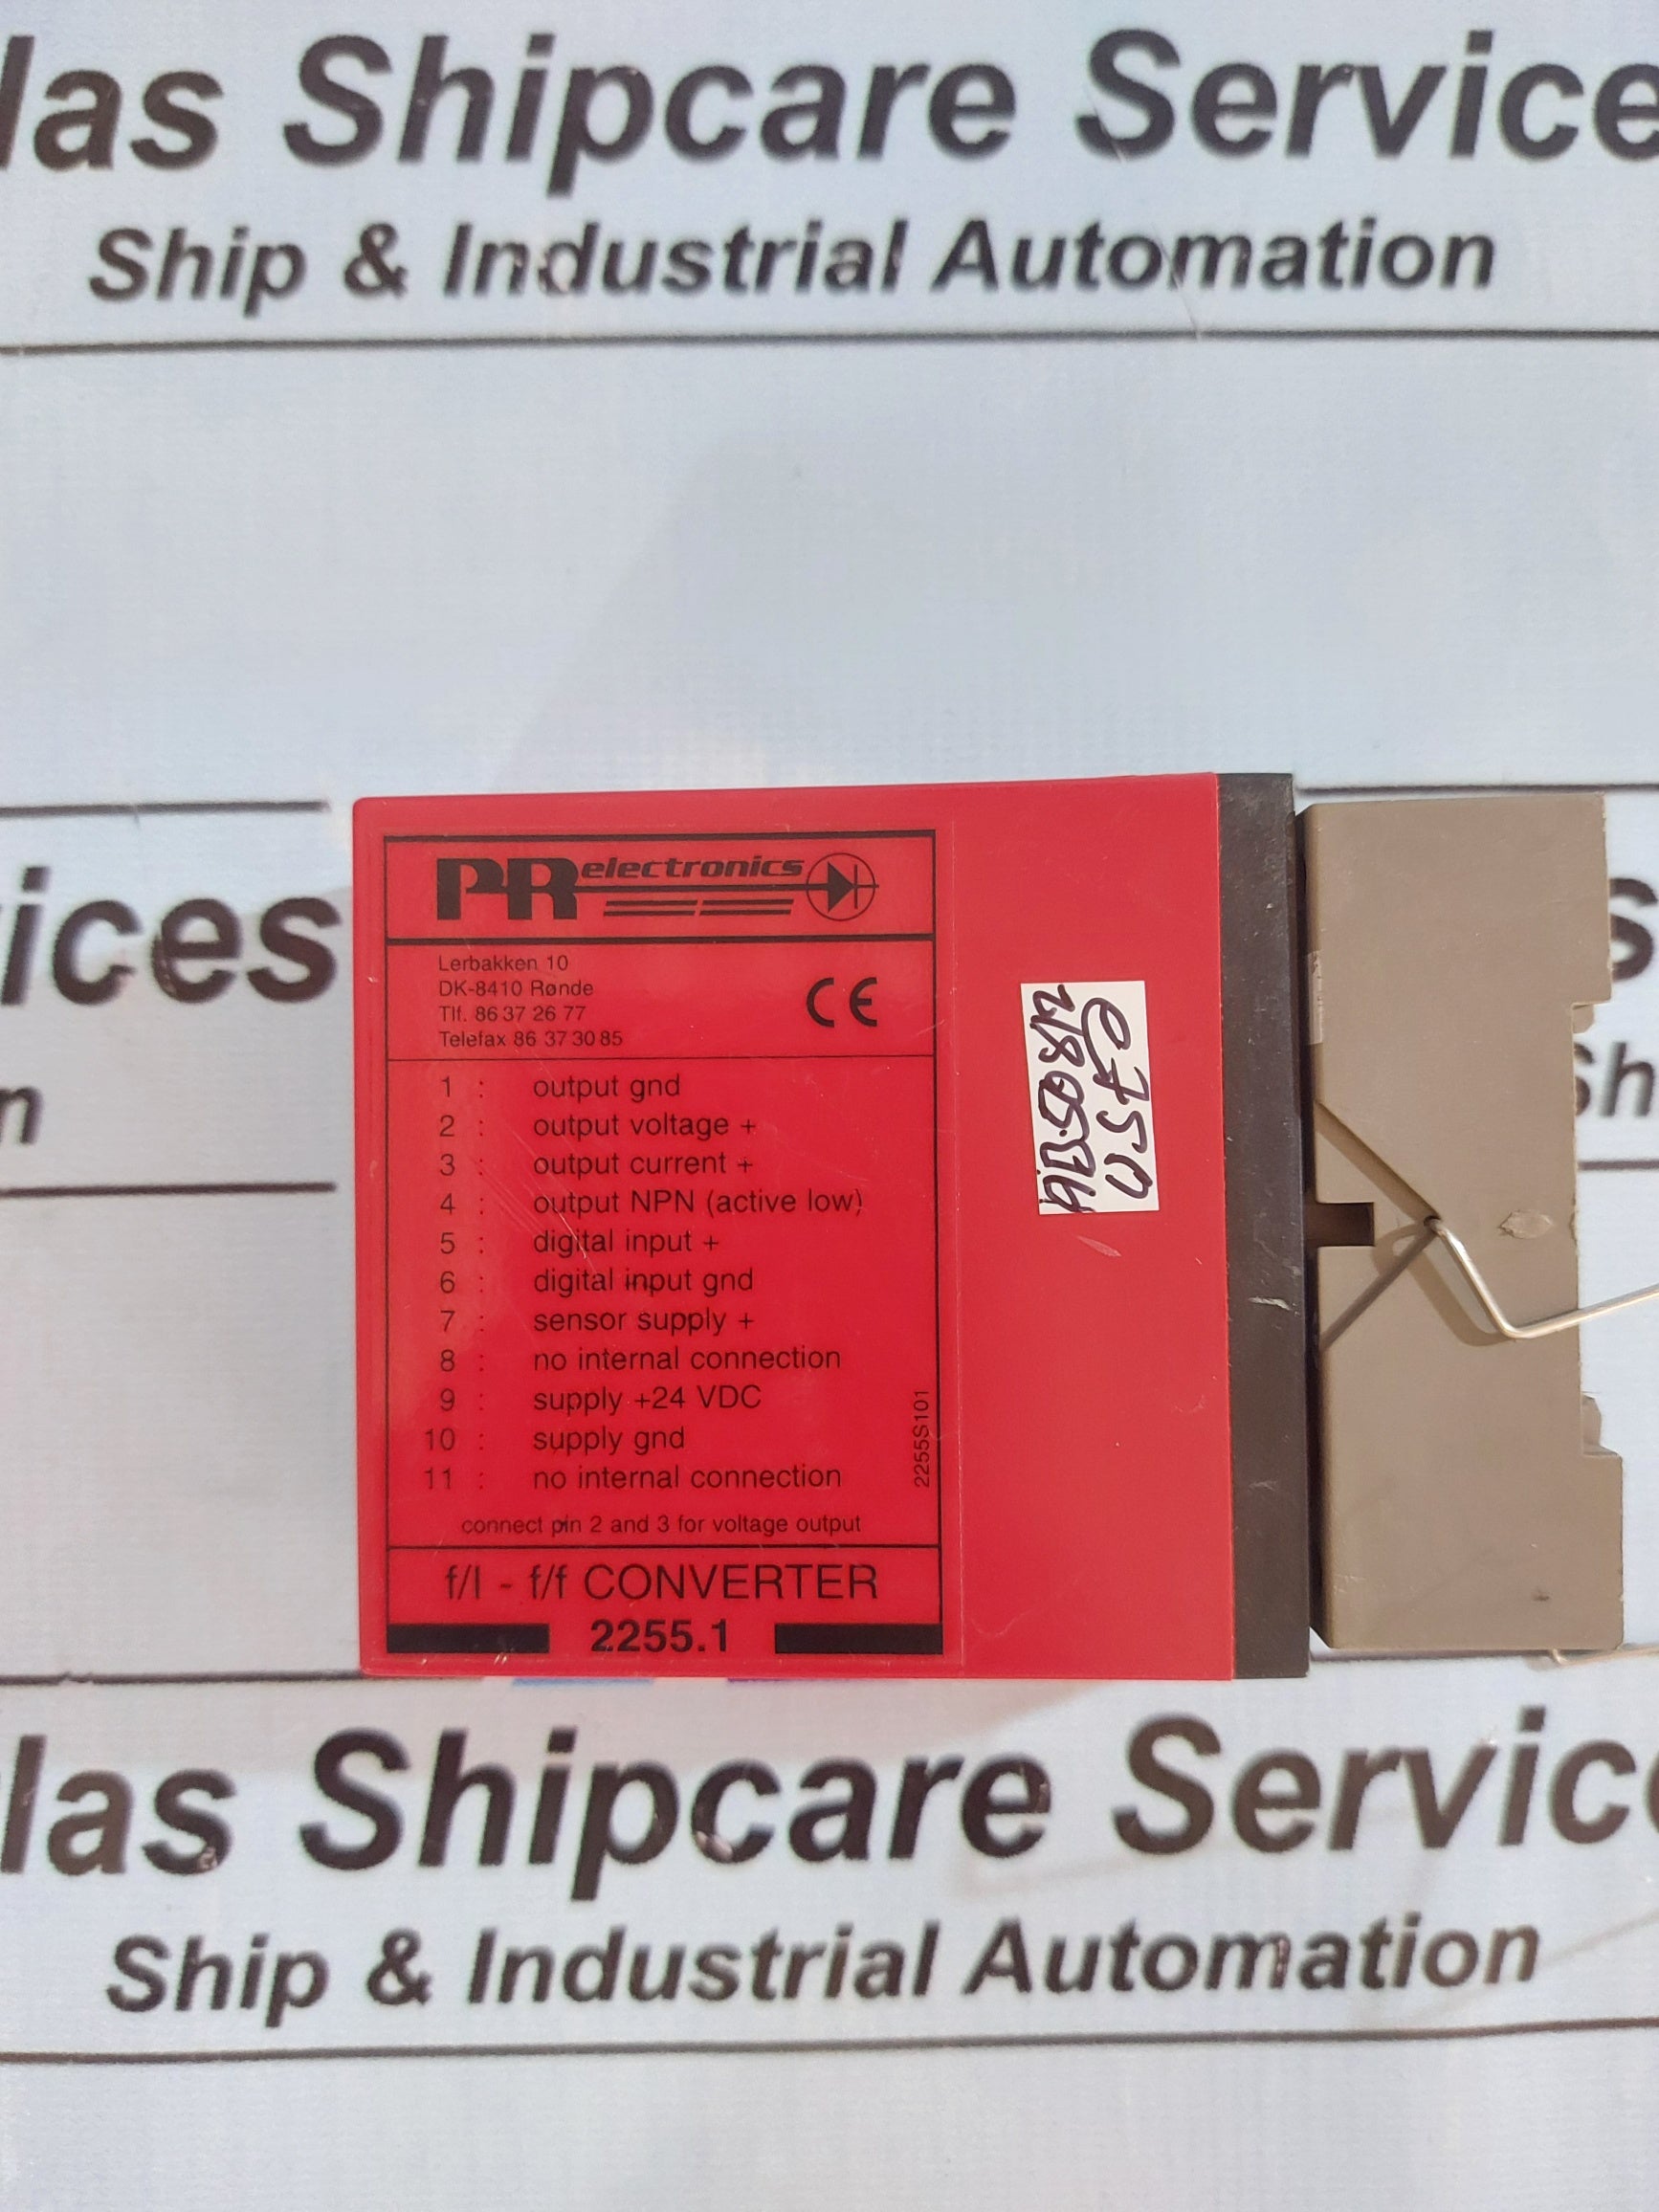 las Shipcare Service
Ship & Industrial Automation
ices
n
s
Sh
PR electronics
Lerbakken 10
DK-8410 Rønde
Tlf. 86 37 26 77
Telefax 86 37 30 85
CE
1 : output gnd
2 : output voltage +
3 : output current +
4 : output NPN (active low)
5 : digital input +
6 : digital input gnd
7 : sensor supply +
8 : no internal connection
9 : supply +24 VDC
10 : supply gnd
11 : no internal connection
connect pin 2 and 3 for voltage output
2255S101
f/I - f/f CONVERTER
2255.1
las Shipcare Servic
Ship & Industrial Automation